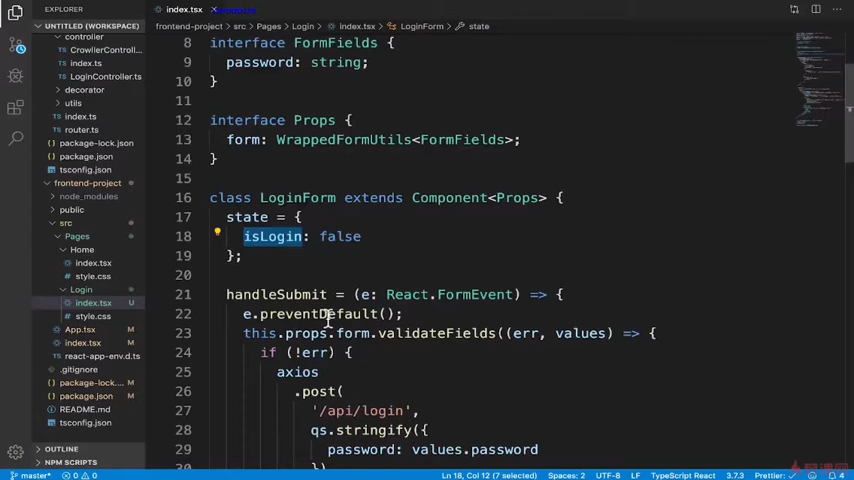 EXPLORER
index.tsx
UNTITLED (WORKSPACE)
controller
CrowllerControll...
index.ts
LoginController.ts
decorator
utils
index.ts
router.ts
package-lock.json
package.json
tsconfig.json
frontend-project
node_modules
public
src
Pages
Home
index.tsx
style.css
Login
index.tsx U
style.css
App.tsx M
index.tsx M
react-app-env.d.ts
.gitignore
package-lock.... M
package.json M
README.md
tsconfig.json
OUTLINE
NPM SCRIPTS
frontend-project > src > Pages > Login > index.tsx > LoginForm > state
8 interface FormFields {
9 password: string;
10 }
11
12 interface Props {
13 form: WrappedFormUtils<FormFields>;
14 }
15
16 class LoginForm extends Component<Props> {
17 state = {
18 isLogin: false
19 };
20
21 handleSubmit = (e: React.FormEvent) => {
22 e.preventDefault();
23 this.props.form.validateFields((err, values) => {
24 if (!err) {
25 axios
26 .post(
27 '/api/login',
28 qs.stringify({
29 password: values.password
30 })
master* 0 0 Ln 18, Col 12 (7 selected) Spaces: 2 UTF-8 LF TypeScript React 3.7.3 Prettier: ✓ 4